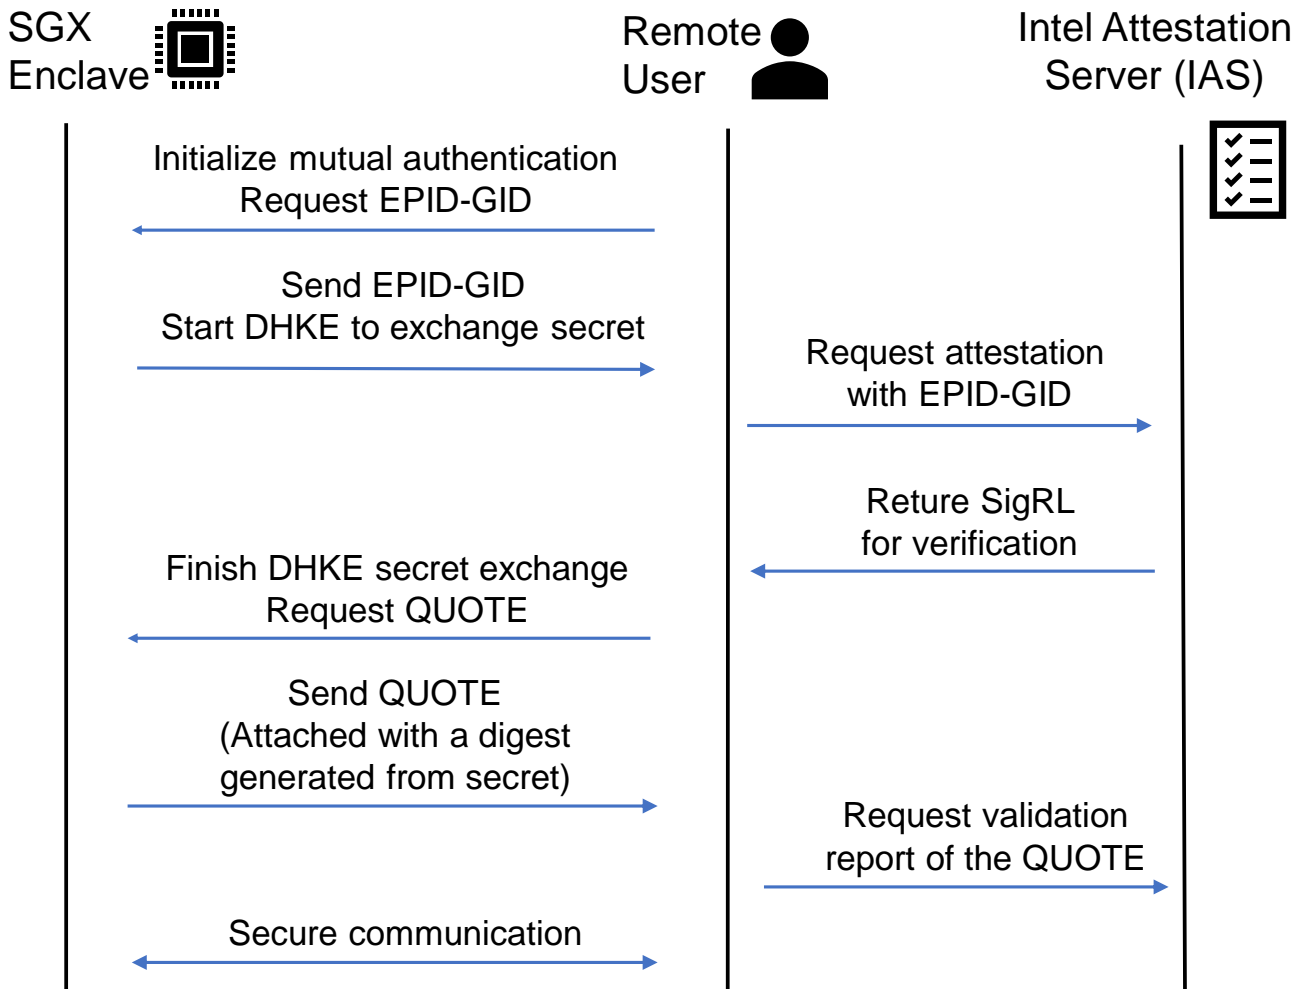 SGX
Enclave
Remote
User
Intel Attestation
Server (IAS)
Initialize mutual authentication
Request EPID-GID
Send EPID-GID
Start DHKE to exchange secret
Request attestation
with EPID-GID
Reture SigRL
for verification
Finish DHKE secret exchange
Request QUOTE
Send QUOTE
(Attached with a digest
generated from secret)
Request validation
report of the QUOTE
Secure communication